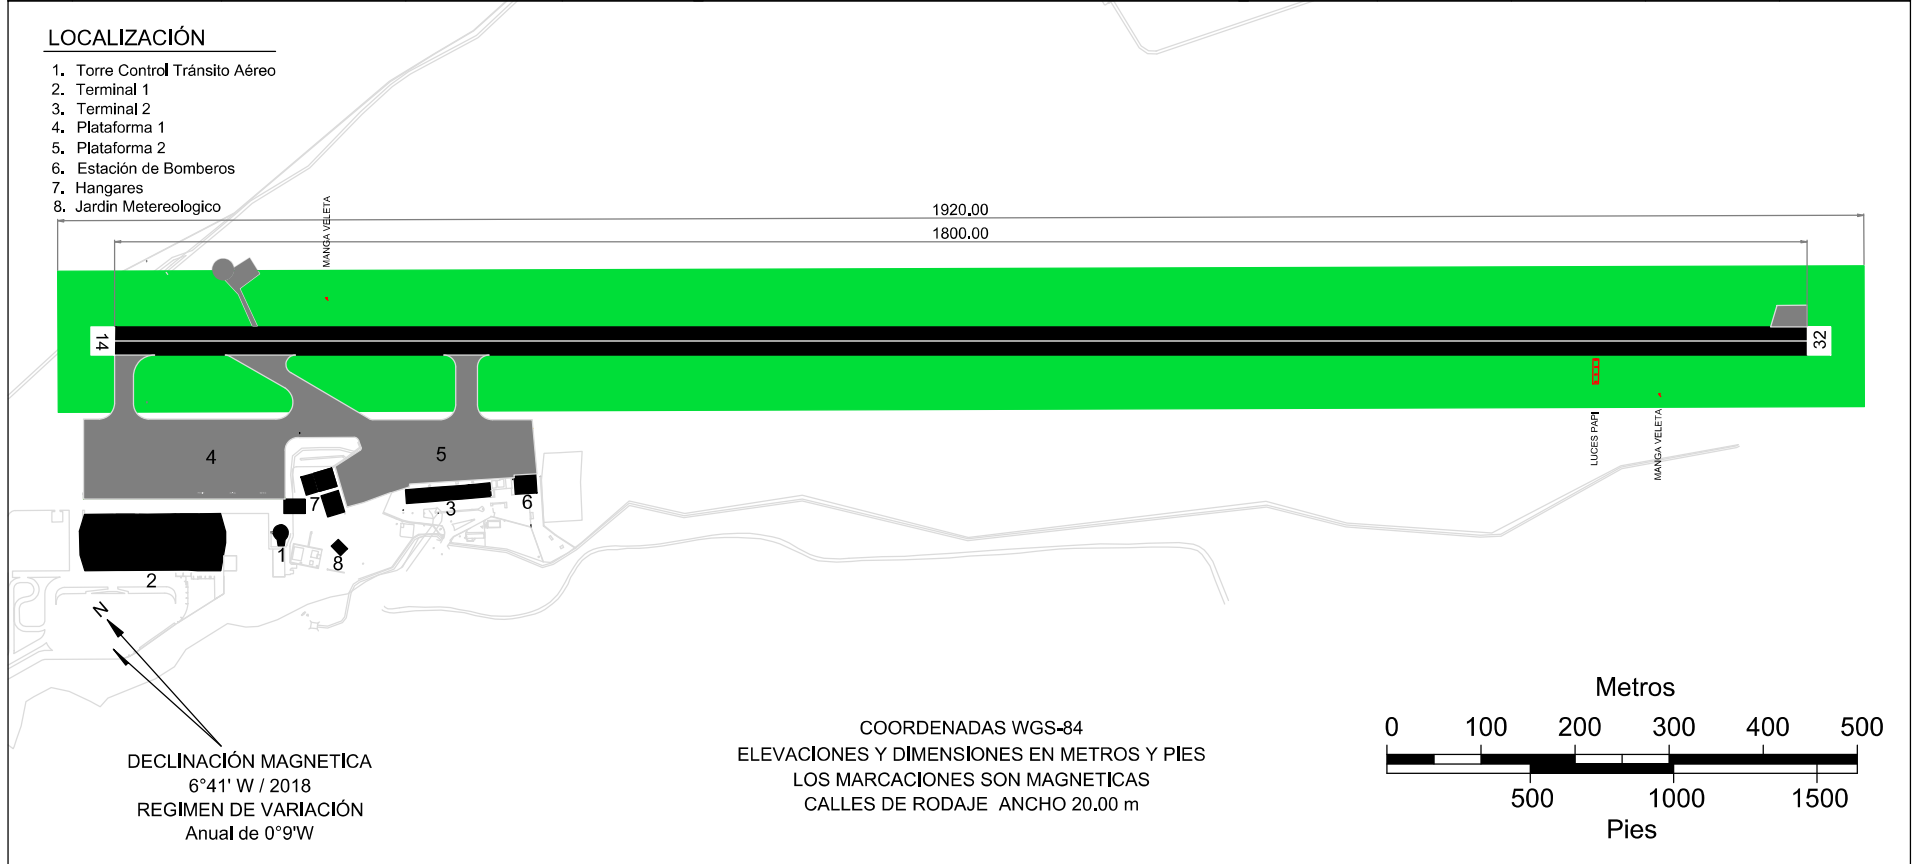 LOCALIZACIÓN
1. Torre Control Tránsito Aéreo
2. Terminal 1
3. Terminal 2
4. Plataforma 1
5. Plataforma 2
6. Estación de Bomberos
7. Hangares
8. Jardin Metereologico
MANGA VELETA
1920.00
1800.00
14
32
4
5
7
3
6
1
8
2
LUCES PAPI
MANGA VELETA
N
DECLINACIÓN MAGNETICA
6°41' W / 2018
REGIMEN DE VARIACIÓN
Anual de 0°9'W
COORDENADAS WGS-84
ELEVACIONES Y DIMENSIONES EN METROS Y PIES
LOS MARCACIONES SON MAGNETICAS
CALLES DE RODAJE ANCHO 20.00 m
Metros
0 100 200 300 400 500
500 1000 1500
Pies